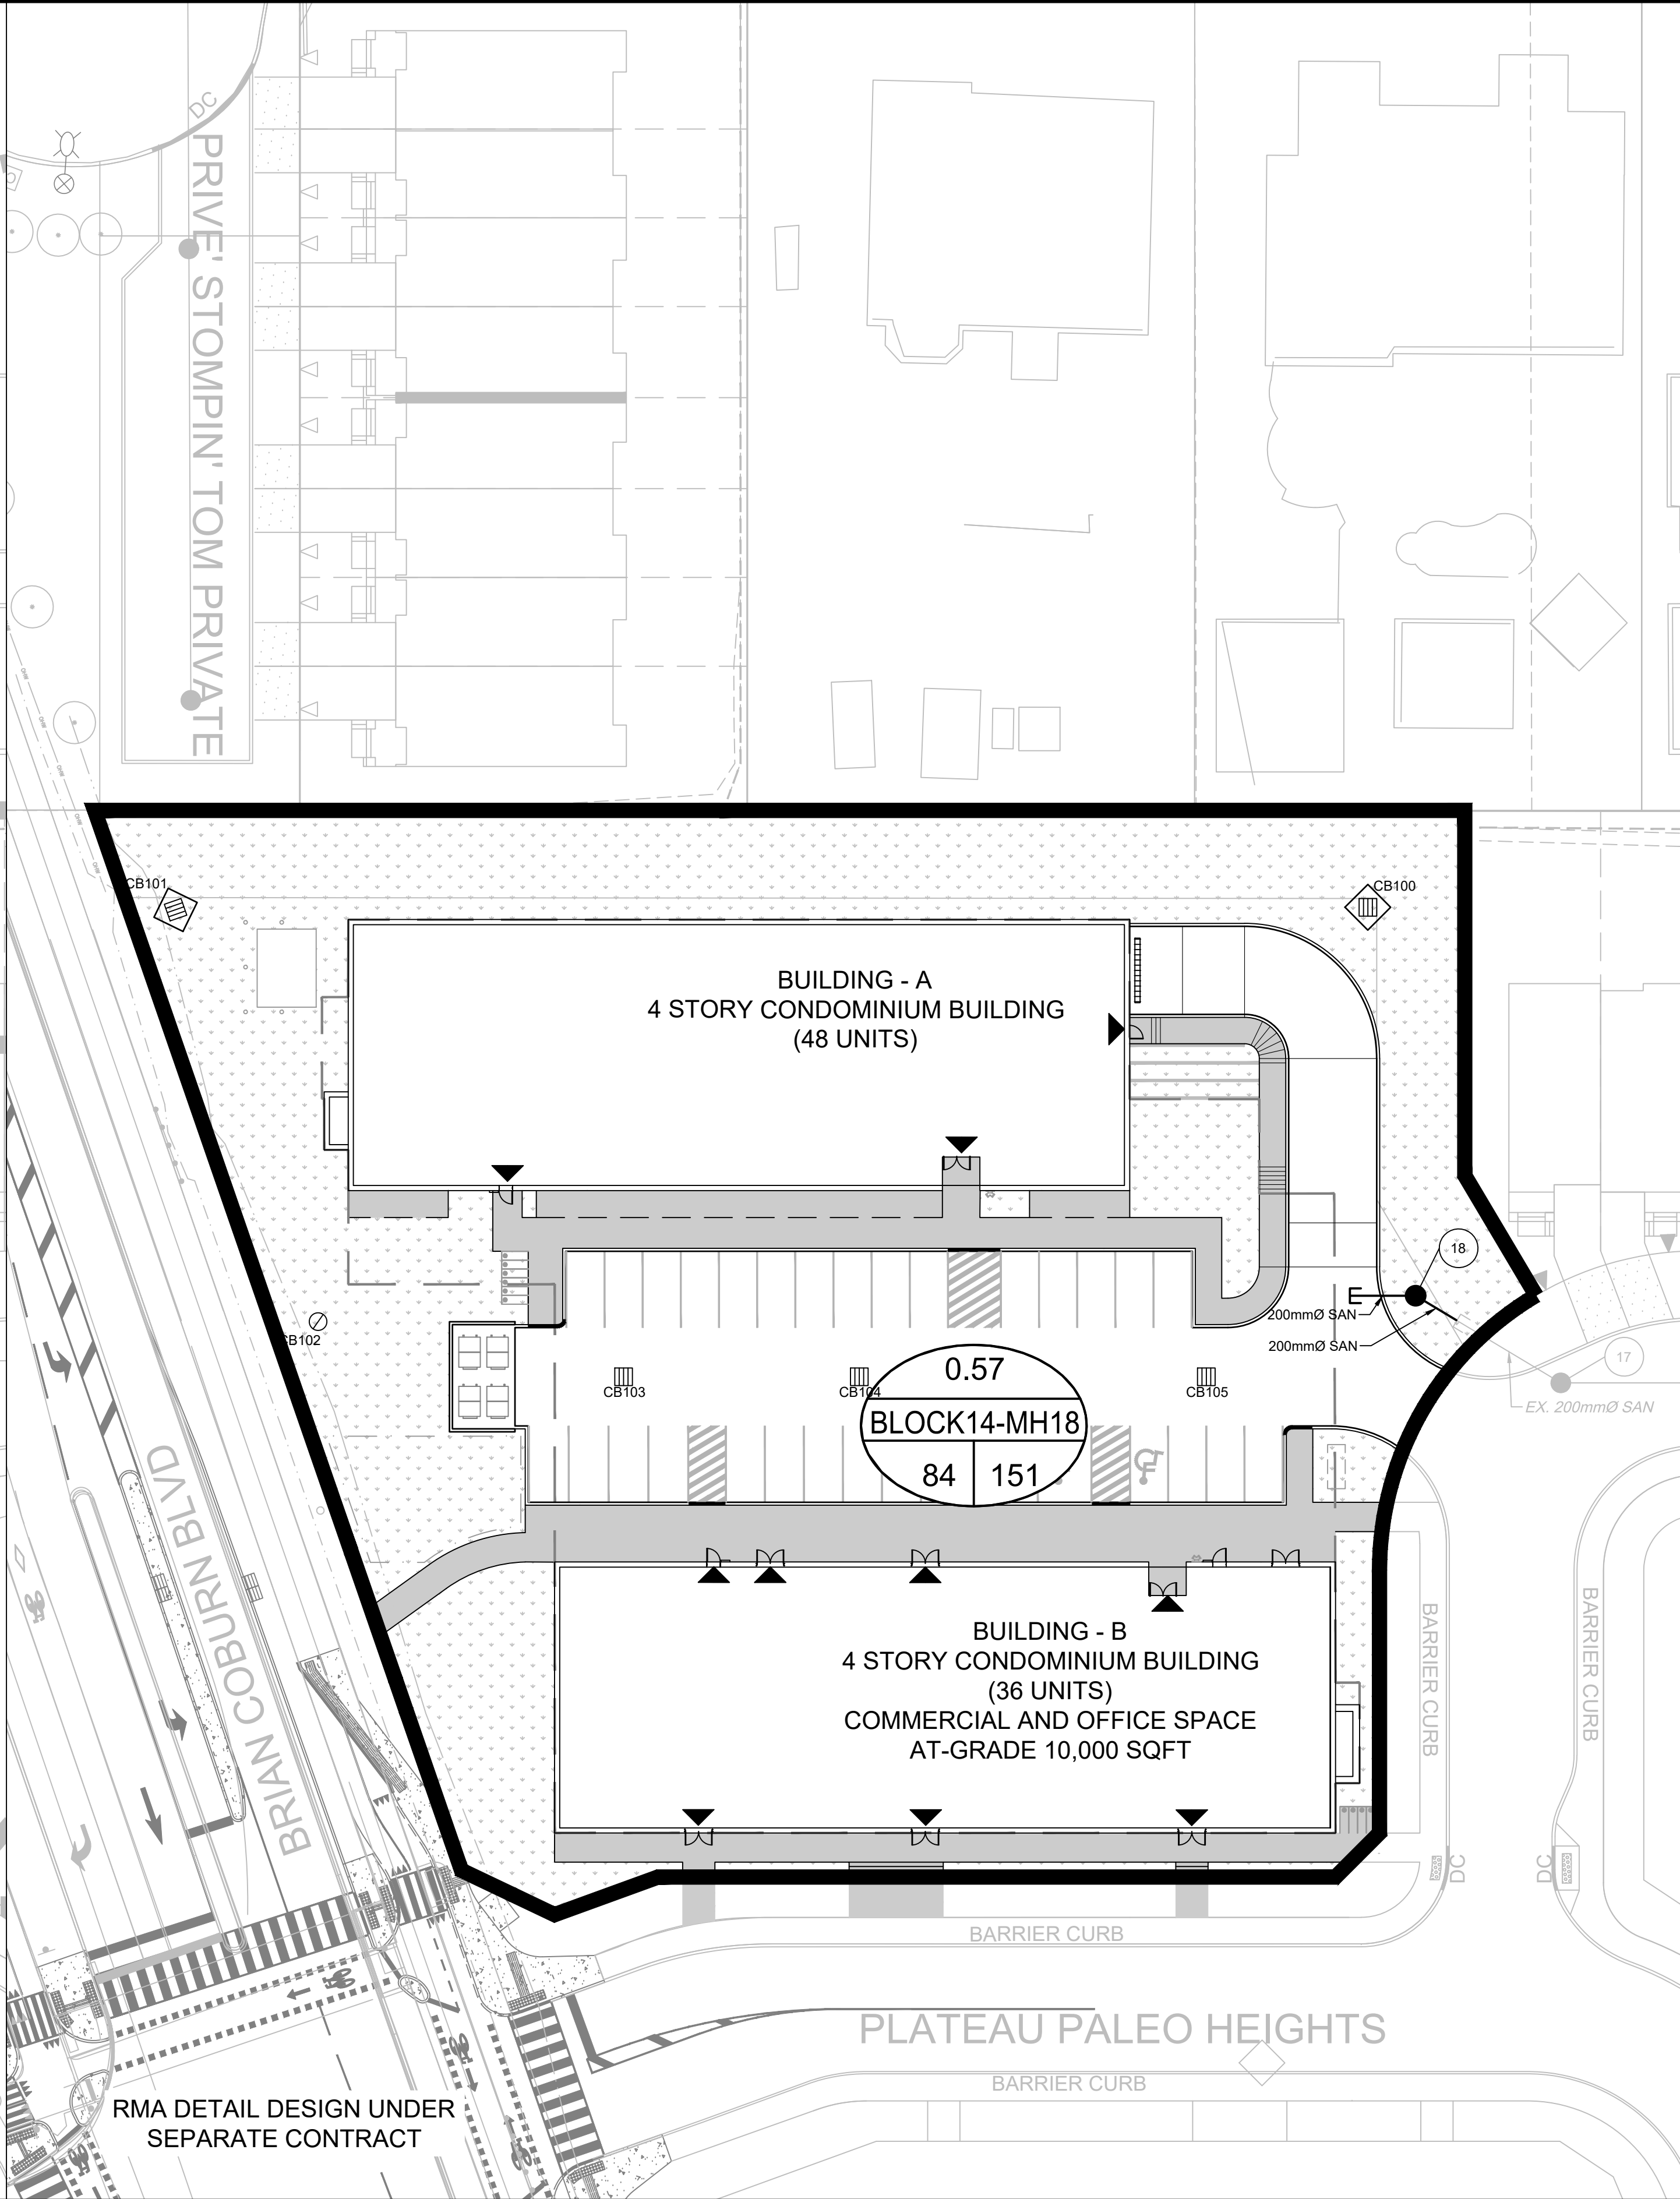 DC
PRIVE' STOMPIN' TOM PRIVATE
CB101
CB100
BUILDING - A
4 STORY CONDOMINIUM BUILDING
(48 UNITS)
18
200mmØ SAN
200mmØ SAN
17
EX. 200mmØ SAN
CB102
CB103
CB104
CB105
0.57
BLOCK14-MH18
84
151
BRIAN COBURN BLVD
BUILDING - B
4 STORY CONDOMINIUM BUILDING
(36 UNITS)
COMMERCIAL AND OFFICE SPACE
AT-GRADE 10,000 SQFT
BARRIER CURB
BARRIER CURB
DC
DC
BARRIER CURB
PLATEAU PALEO HEIGHTS
BARRIER CURB
RMA DETAIL DESIGN UNDER
SEPARATE CONTRACT